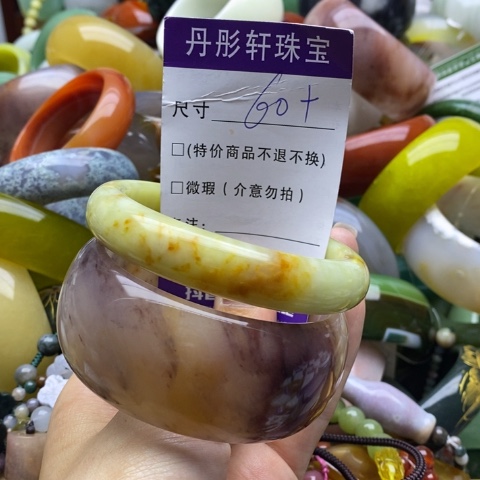 丹彤轩珠宝
尺寸 60+
□(特价商品不退不换)
□微瑕(介意勿拍)